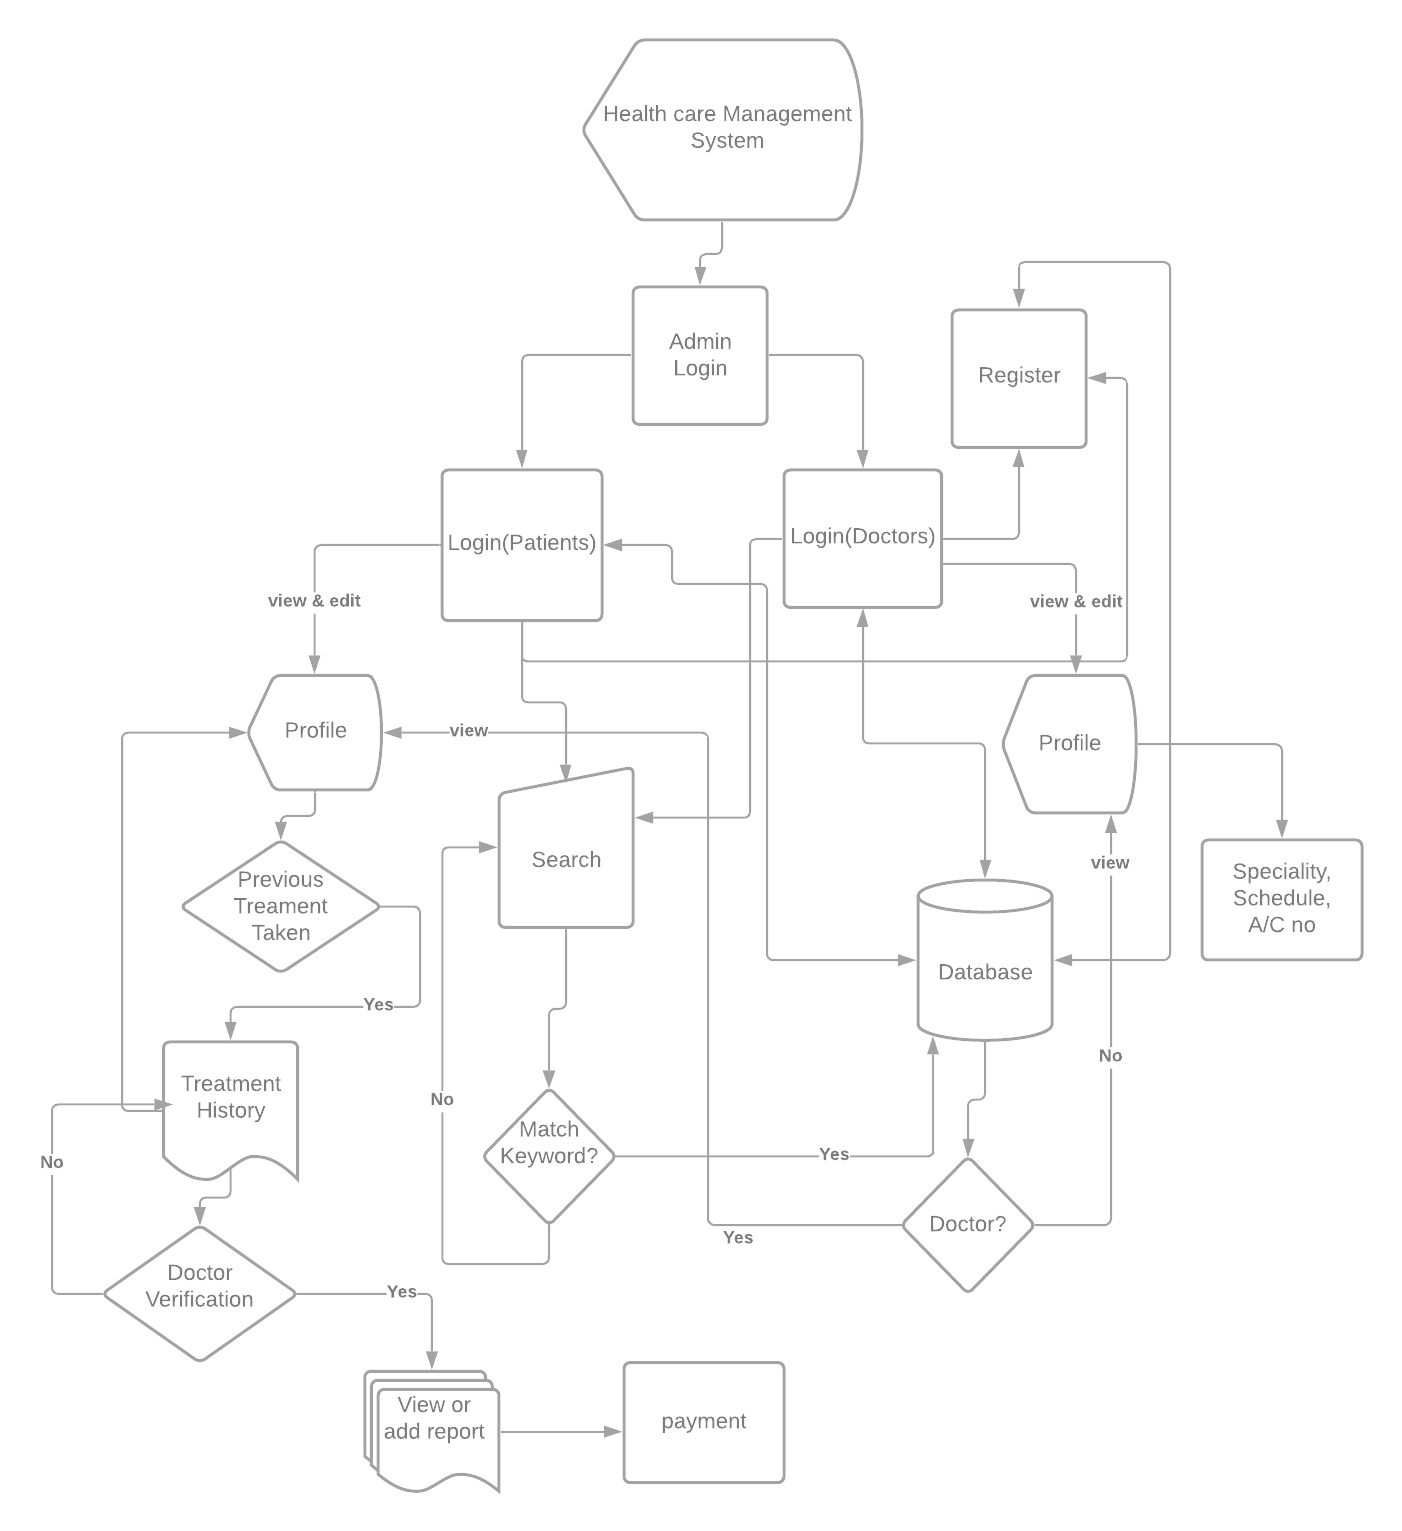 Health care Management
System
Admin
Login
Register
Login(Patients)
Login(Doctors)
view & edit
view & edit
Profile
view
Profile
Search
view
Speciality,
Schedule,
A/C no
Previous
Treament
Taken
Database
Yes
No
Treatment
History
No
Match
Keyword?
Yes
No
Doctor?
Yes
Doctor
Verification
Yes
View or
add report
payment